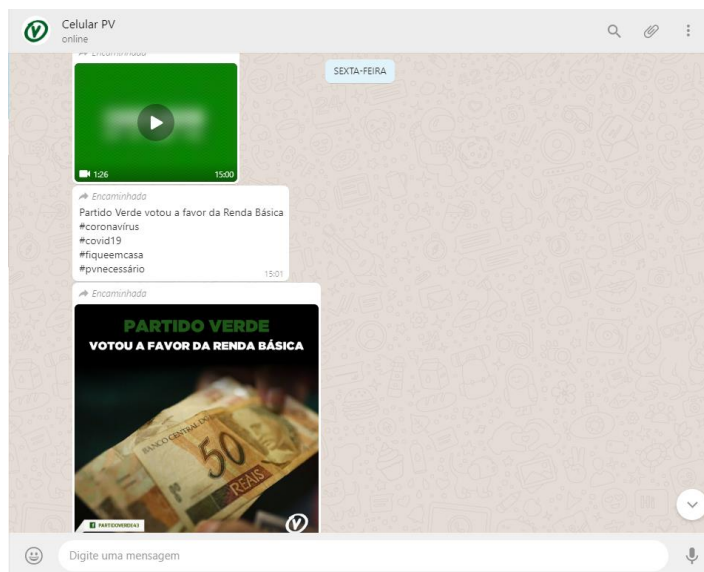 Celular PV
online
Encaminhada
SEXTA-FEIRA
1:26
15:00
Encaminhada
Partido Verde votou a favor da Renda Básica
#coronavírus
#covid19
#fiqueemcasa
#pvnecessário
15:01
Encaminhada
PARTIDO VERDE
VOTOU A FAVOR DA RENDA BÁSICA
BANCO CENTRAL DO
50
REAIS
PARTIDOVERDE43
Digite uma mensagem